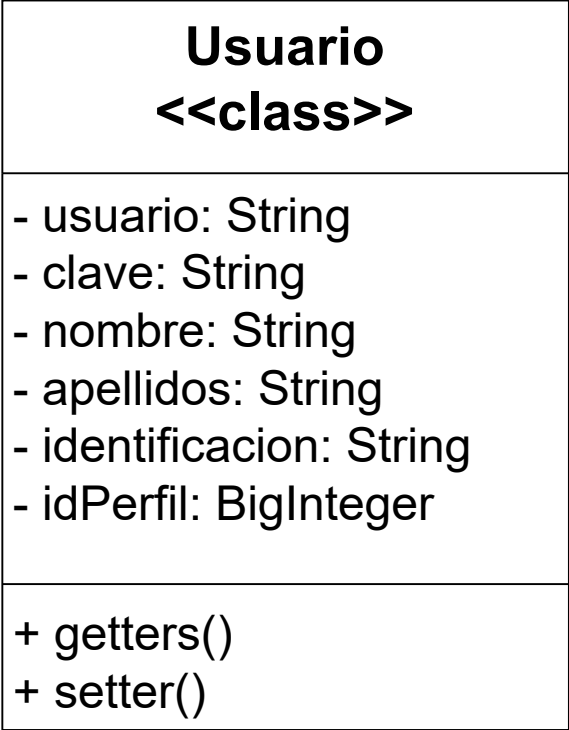 Usuario
<<class>>
- usuario: String
- clave: String
- nombre: String
- apellidos: String
- identificacion: String
- idPerfil: BigInteger
+ getters()
+ setter()